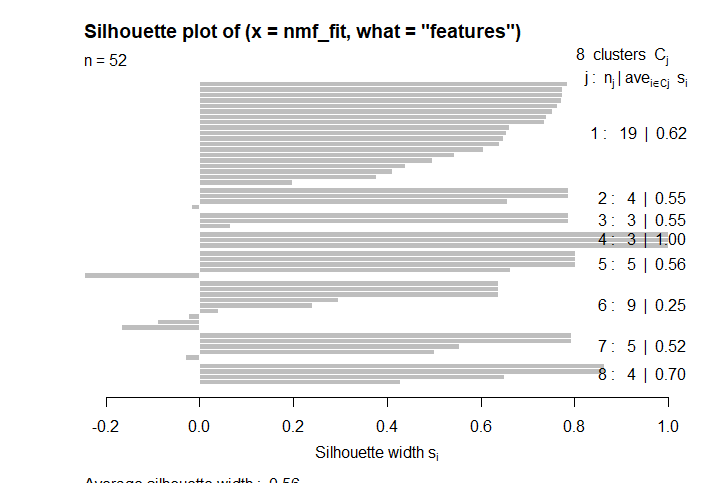 Silhouette plot of (x = nmf_fit, what = "features")
n = 52
8 clusters Cj
j : nj | avei∈Cj si
1 : 19 | 0.62
2 : 4 | 0.55
3 : 3 | 0.55
4 : 3 | 1.00
5 : 5 | 0.56
6 : 9 | 0.25
7 : 5 | 0.52
8 : 4 | 0.70
-0.2 0.0 0.2 0.4 0.6 0.8 1.0
Silhouette width si
Average silhouette width : 0.56